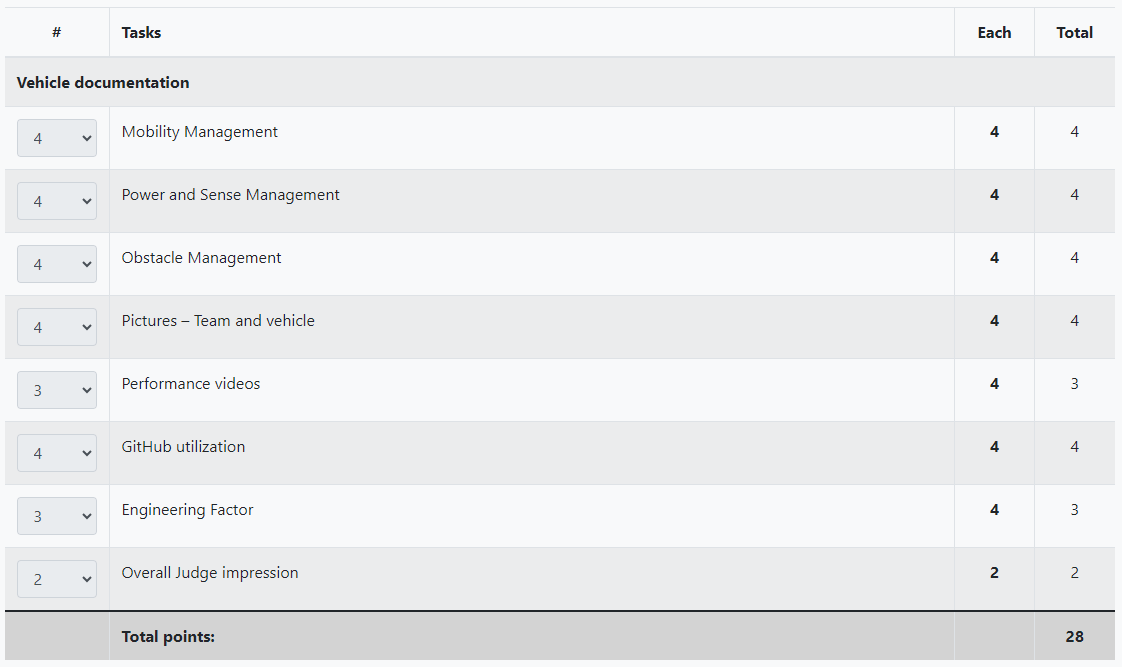 # Tasks Each Total
Vehicle documentation
4 Mobility Management 4 4
4 Power and Sense Management 4 4
4 Obstacle Management 4 4
4 Pictures – Team and vehicle 4 4
3 Performance videos 4 3
4 GitHub utilization 4 4
3 Engineering Factor 4 3
2 Overall Judge impression 2 2
Total points: 28